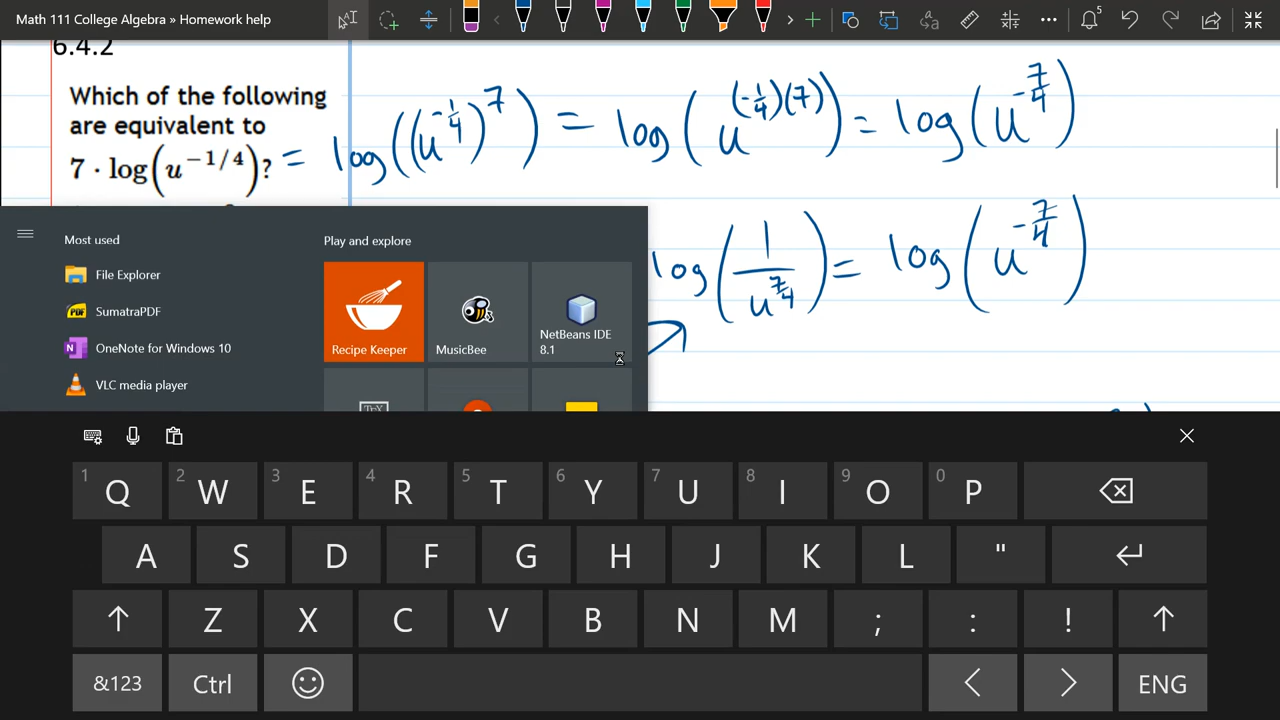 Math 111 College Algebra » Homework help
5
6.4.2
Which of the following
are equivalent to
7 · log(u^{-1/4})? = log((u^{-1/4})^7) = log(u^{(-1/4)(7)}) = log(u^{-7/4})
log(1/u^{7/4}) = log(u^{-7/4})
Most used
Play and explore
File Explorer
SumatraPDF
OneNote for Windows 10
VLC media player
Recipe Keeper
MusicBee
NetBeans IDE
8.1
1 2 3 4 5 6 7 8 9 0
Q W E R T Y U I O P
A S D F G H J K L "
Z X C V B N M ; : !
&123 Ctrl ENG